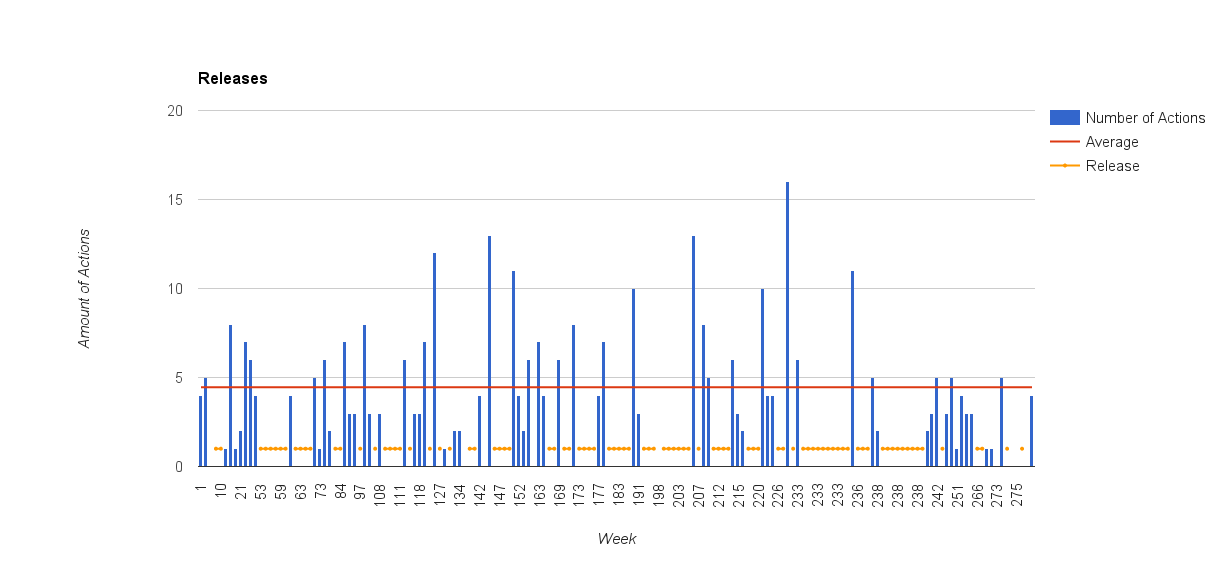 Releases
20
15
10
5
0
Amount of Actions
1 10 21 53 59 63 73 84 97 108 111 118 127 134 142 147 152 163 169 173 177 183 191 198 203 207 212 215 220 226 233 233 233 236 238 238 238 242 251 266 273 275
Week
Number of Actions
Average
Release